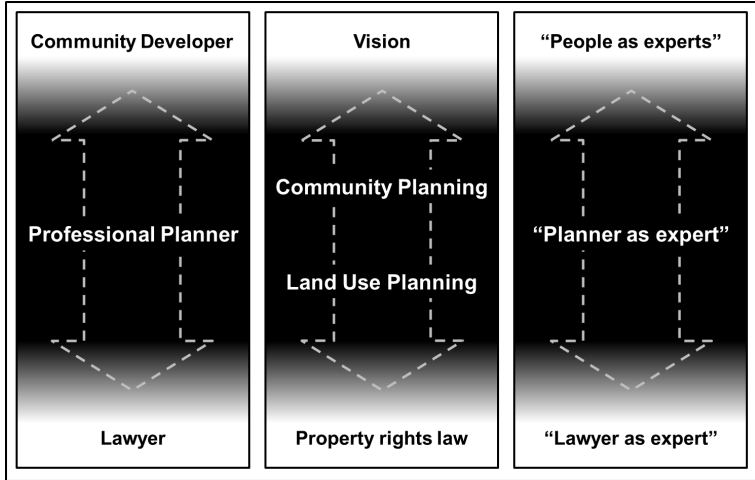 Community Developer
Professional Planner
Lawyer
Vision
Community Planning
Land Use Planning
Property rights law
“People as experts”
“Planner as expert”
“Lawyer as expert”